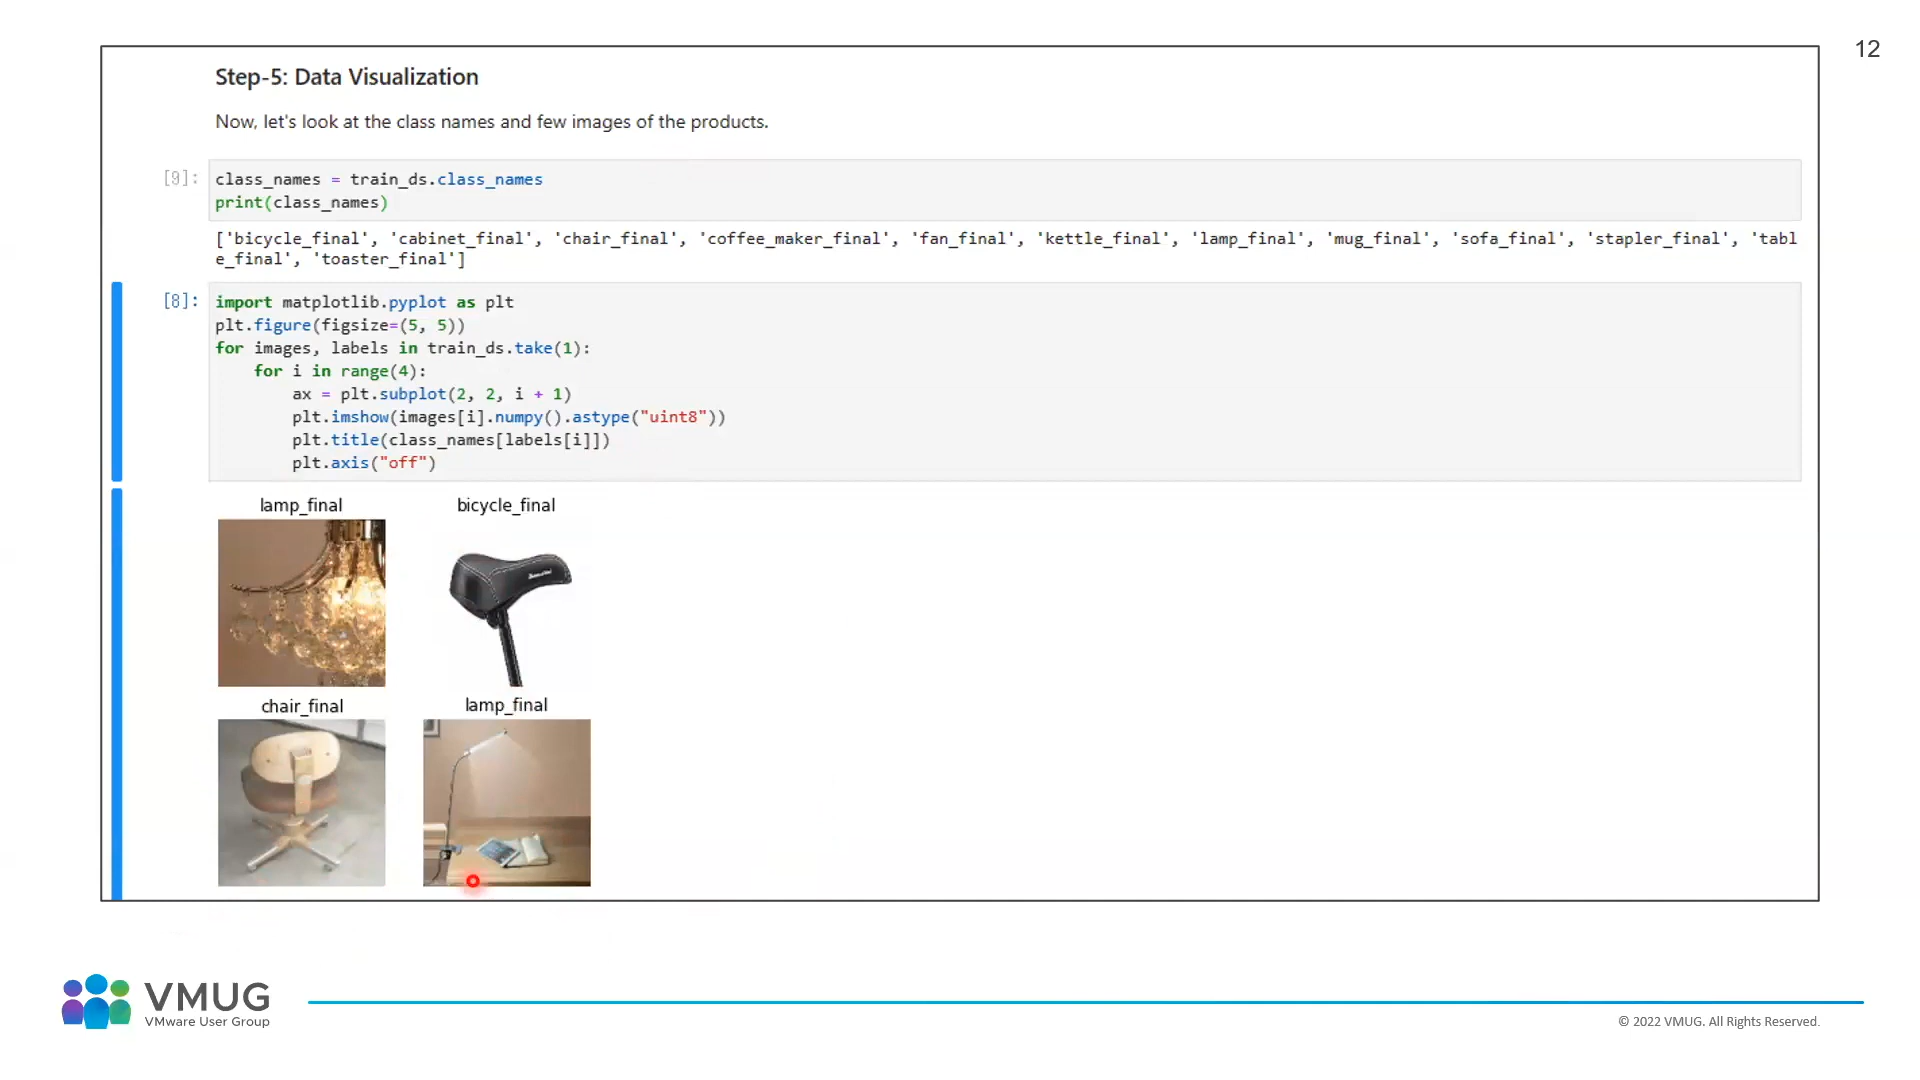 12
Step-5: Data Visualization
Now, let's look at the class names and few images of the products.
[9]:
class_names = train_ds.class_names
print(class_names)
['bicycle_final', 'cabinet_final', 'chair_final', 'coffee_maker_final', 'fan_final', 'kettle_final', 'lamp_final', 'mug_final', 'sofa_final', 'stapler_final', 'tabl
e_final', 'toaster_final']
[8]:
import matplotlib.pyplot as plt
plt.figure(figsize=(5, 5))
for images, labels in train_ds.take(1):
    for i in range(4):
        ax = plt.subplot(2, 2, i + 1)
        plt.imshow(images[i].numpy().astype("uint8"))
        plt.title(class_names[labels[i]])
        plt.axis("off")
lamp_final
bicycle_final
chair_final
lamp_final
VMUG
VMware User Group
© 2022 VMUG. All Rights Reserved.